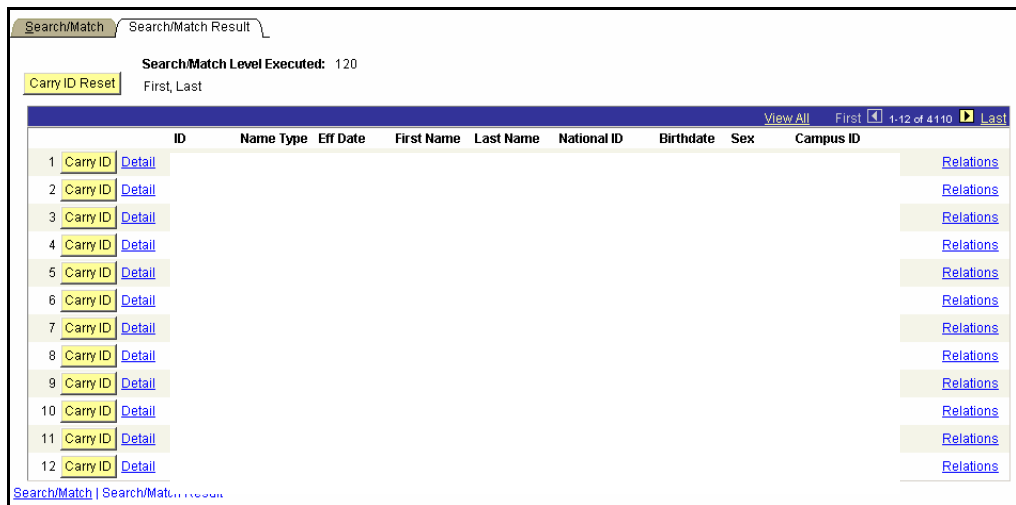 Search/Match Search/Match Result
Search/Match Level Executed: 120
Carry ID Reset First, Last
View All First 1-12 of 4110 Last
ID Name Type Eff Date First Name Last Name National ID Birthdate Sex Campus ID
1 Carry ID Detail Relations
2 Carry ID Detail Relations
3 Carry ID Detail Relations
4 Carry ID Detail Relations
5 Carry ID Detail Relations
6 Carry ID Detail Relations
7 Carry ID Detail Relations
8 Carry ID Detail Relations
9 Carry ID Detail Relations
10 Carry ID Detail Relations
11 Carry ID Detail Relations
12 Carry ID Detail Relations
Search/Match | Search/Match Result